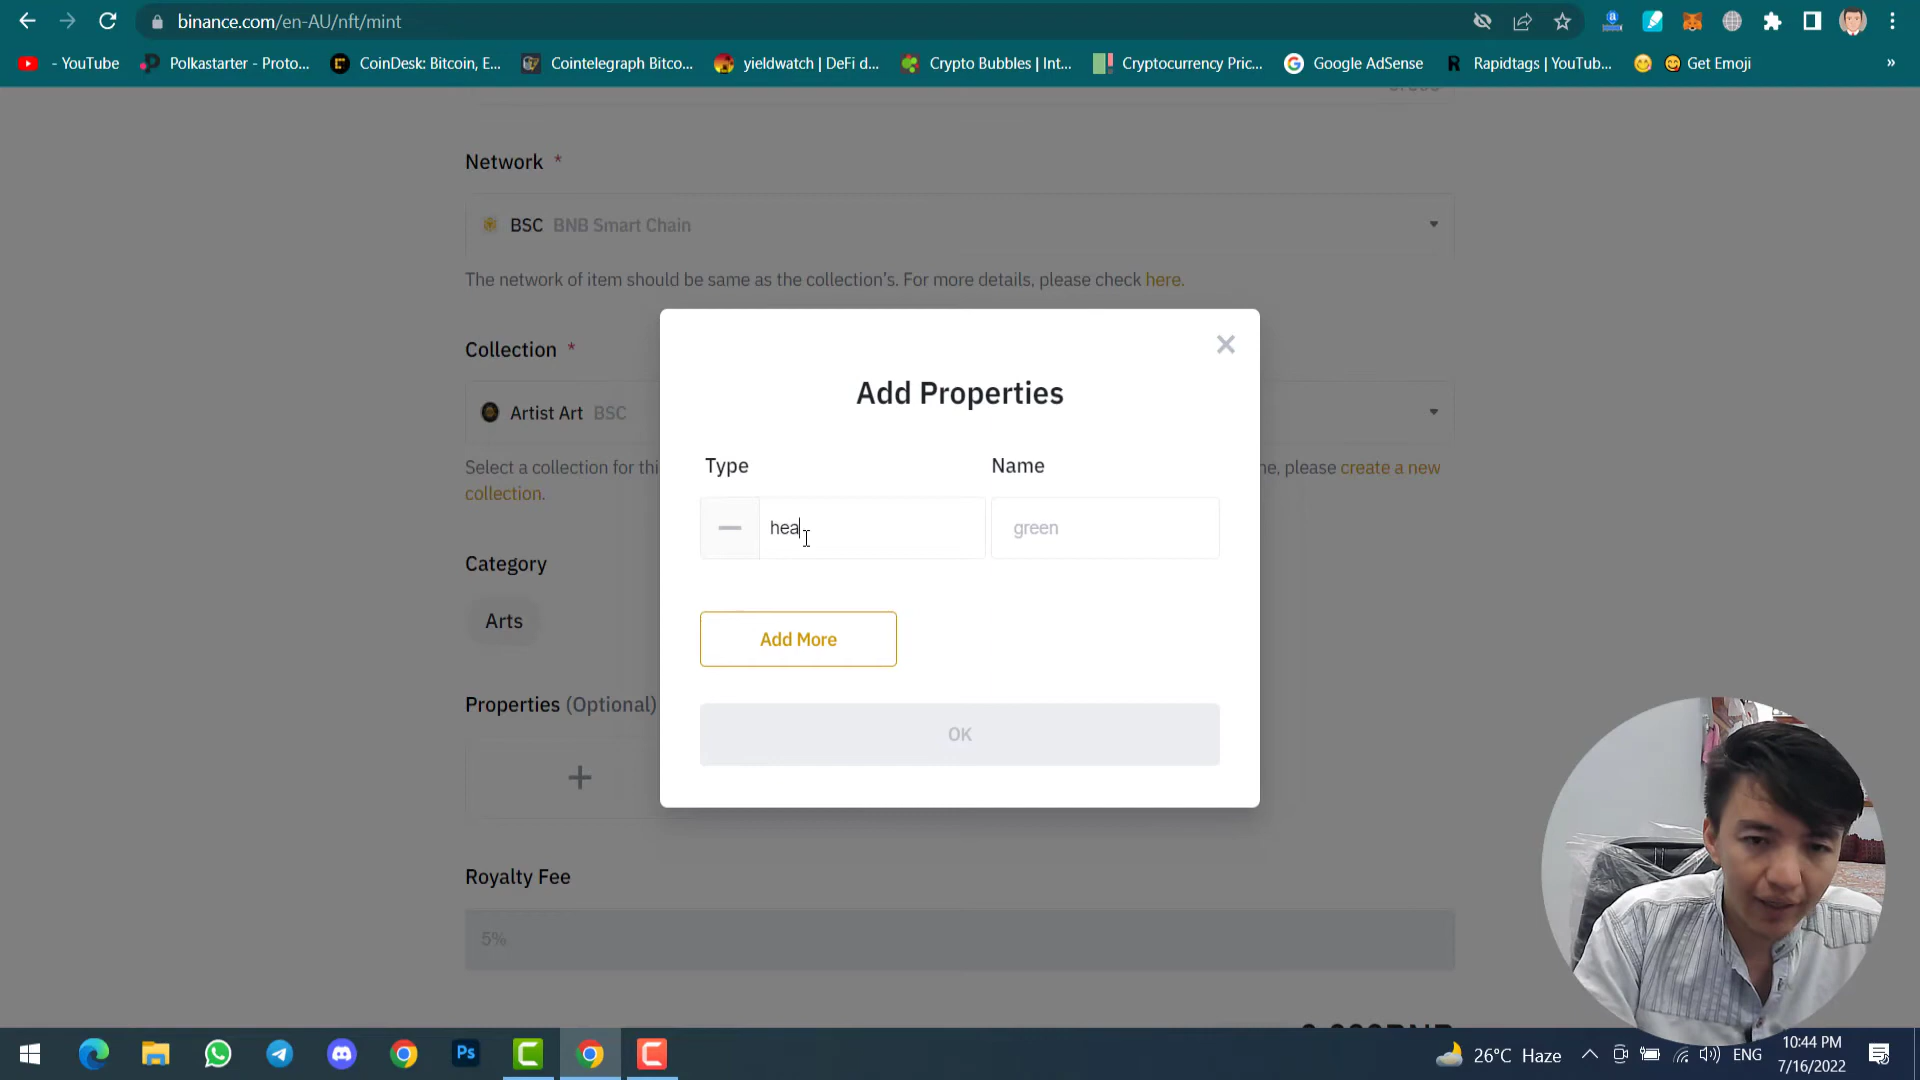 binance.com/en-AU/nft/mint
- YouTube
Polkastarter - Proto...
CoinDesk: Bitcoin, E...
Cointelegraph Bitco...
yieldwatch | DeFi d...
Crypto Bubbles | Int...
Cryptocurrency Pric...
Google AdSense
Rapidtags | YouTub...
Get Emoji
»
Network *
BSC BNB Smart Chain
The network of item should be same as the collection's. For more details, please check here.
Collection *
Artist Art BSC
Select a collection for thi
ne, please create a new
collection.
Category
Arts
Properties (Optional)
Royalty Fee
5%
Add Properties
Type
Name
hea
green
Add More
OK
Ps
26°C Haze
ENG
10:44 PM
7/16/2022